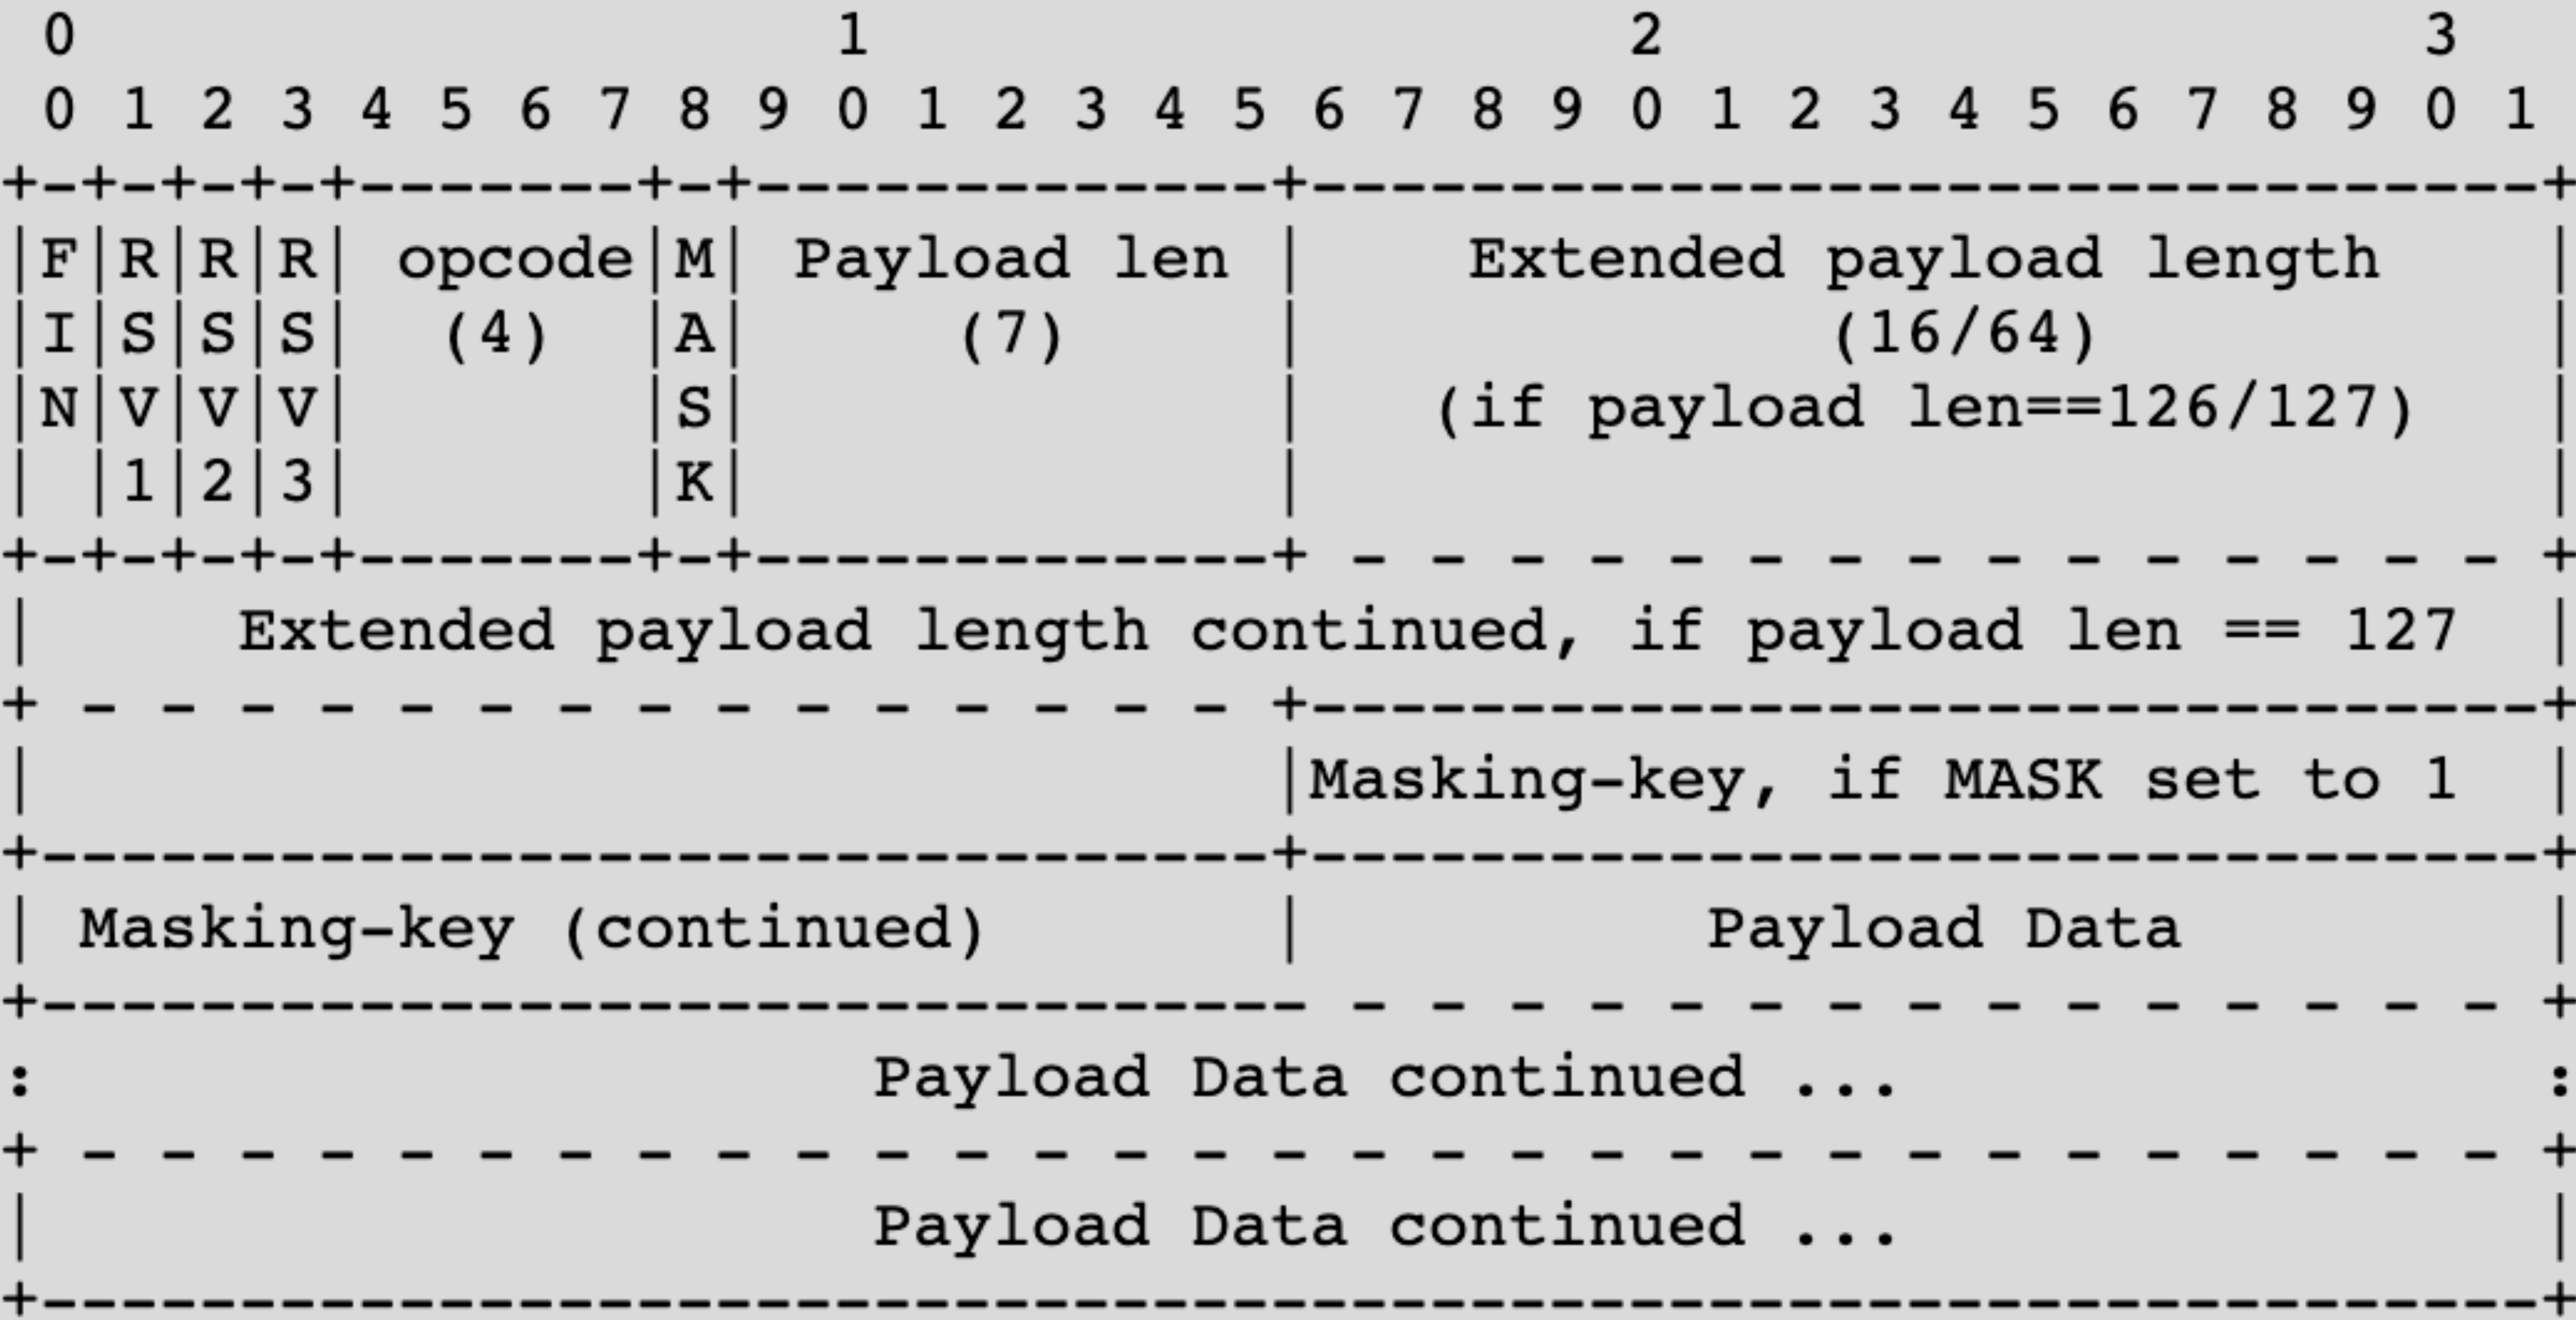 0                   1                   2                   3
  0 1 2 3 4 5 6 7 8 9 0 1 2 3 4 5 6 7 8 9 0 1 2 3 4 5 6 7 8 9 0 1
 +-+-+-+-+-------+-+-------------+-------------------------------+
 |F|R|R|R| opcode|M| Payload len |    Extended payload length    |
 |I|S|S|S|  (4)  |A|     (7)     |             (16/64)           |
 |N|V|V|V|       |S|             |   (if payload len==126/127)   |
 | |1|2|3|       |K|             |                               |
 +-+-+-+-+-------+-+-------------+ - - - - - - - - - - - - - - - +
 |     Extended payload length continued, if payload len == 127  |
 + - - - - - - - - - - - - - - - +-------------------------------+
 |                               |Masking-key, if MASK set to 1  |
 +-------------------------------+-------------------------------+
 | Masking-key (continued)       |          Payload Data         |
 +-------------------------------- - - - - - - - - - - - - - - - +
 :                     Payload Data continued ...                :
 + - - - - - - - - - - - - - - - - - - - - - - - - - - - - - - - +
 |                     Payload Data continued ...                |
 +---------------------------------------------------------------+